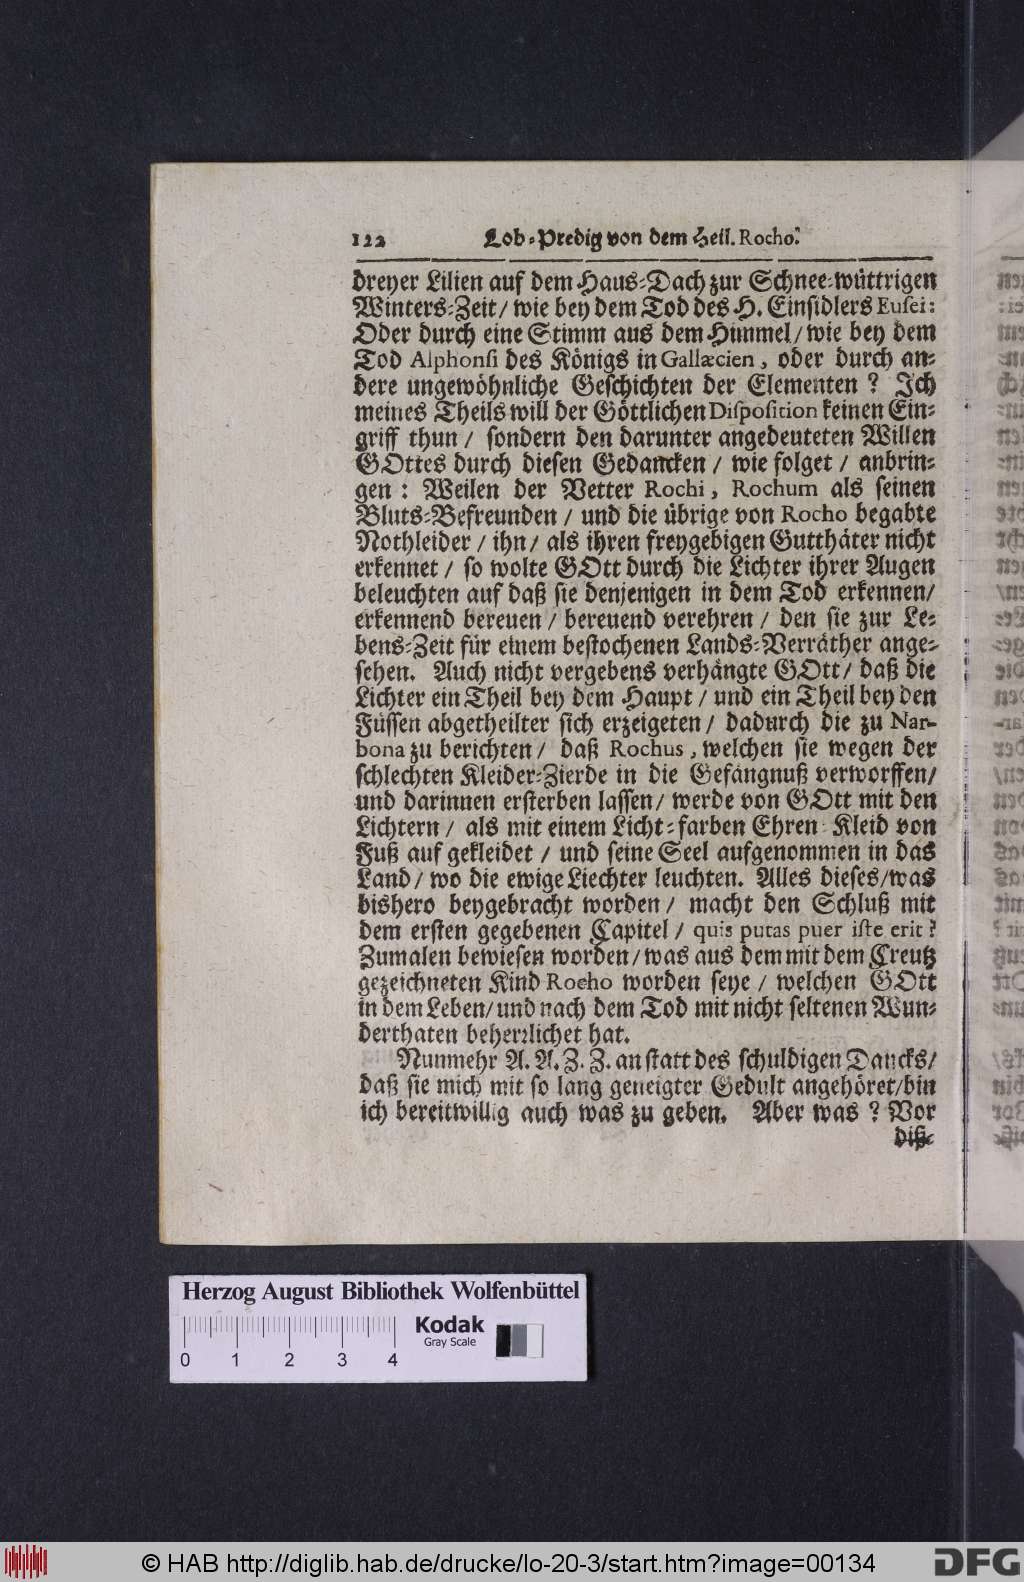 122 Lob-Predig von dem Heil. Rocho.
dreyer Lilien auf dem Haus-Dach zur Schnee-wüttrigen
Winters-Zeit / wie bey dem Tod des H. Einsidlers Eusei:
Oder durch eine Stimm aus dem Himmel / wie bey dem
Tod Alphonsi des Königs in Gallæcien, oder durch an-
dere ungewöhnliche Geschichten der Elementen ? Ich
meines Theils will der Göttlichen Disposition keinen Ein-
griff thun / sondern den darunter angedeuteten Willen
GOttes durch diesen Gedancken / wie folget / anbrin-
gen : Weilen der Vetter Rochi, Rochum als seinen
Bluts-Befreunden / und die übrige von Rocho begabte
Nothleider / ihn / als ihren freygebigen Gutthäter nicht
erkennet / so wolte GOtt durch die Lichter ihrer Augen
beleuchten auf daß sie denjenigen in dem Tod erkennen/
erkennend bereuen / bereuend verehren / den sie zur Le-
bens-Zeit für einem bestochenen Lands-Verräther ange-
sehen. Auch nicht vergebens verhängte GOtt / daß die
Lichter ein Theil bey dem Haupt / und ein Theil bey den
Füssen abgetheilter sich erzeigeten / dadurch die zu Nar-
bona zu berichten / daß Rochus, welchen sie wegen der
schlechten Kleider-Zierde in die Gefängnuß verworffen/
und darinnen ersterben lassen / werde von GOtt mit den
Lichtern / als mit einem Licht-farben Ehren-Kleid von
Fuß auf gekleidet / und seine Seel aufgenommen in das
Land / wo die ewige Liechter leuchten. Alles dieses/was
bishero beygebracht worden / macht den Schluß mit
dem ersten gegebenen Capitel / quis putas puer iste erit ?
Zumalen bewiesen worden / was aus dem mit dem Creutz
gezeichneten Kind Rocho worden seye / welchen GOtt
in dem Leben/ und nach dem Tod mit nicht seltenen Wun-
derthaten beherrlichet hat.
Nunmehr A. A. Z. Z. an statt des schuldigen Dancks/
daß sie mich mit so lang geneigter Gedult angehöret/bin
ich bereitwillig auch was zu geben. Aber was ? Vor
diß-
Herzog August Bibliothek Wolfenbüttel
Kodak
Gray Scale
0 1 2 3 4
© HAB http://diglib.hab.de/drucke/lo-20-3/start.htm?image=00134
DFG